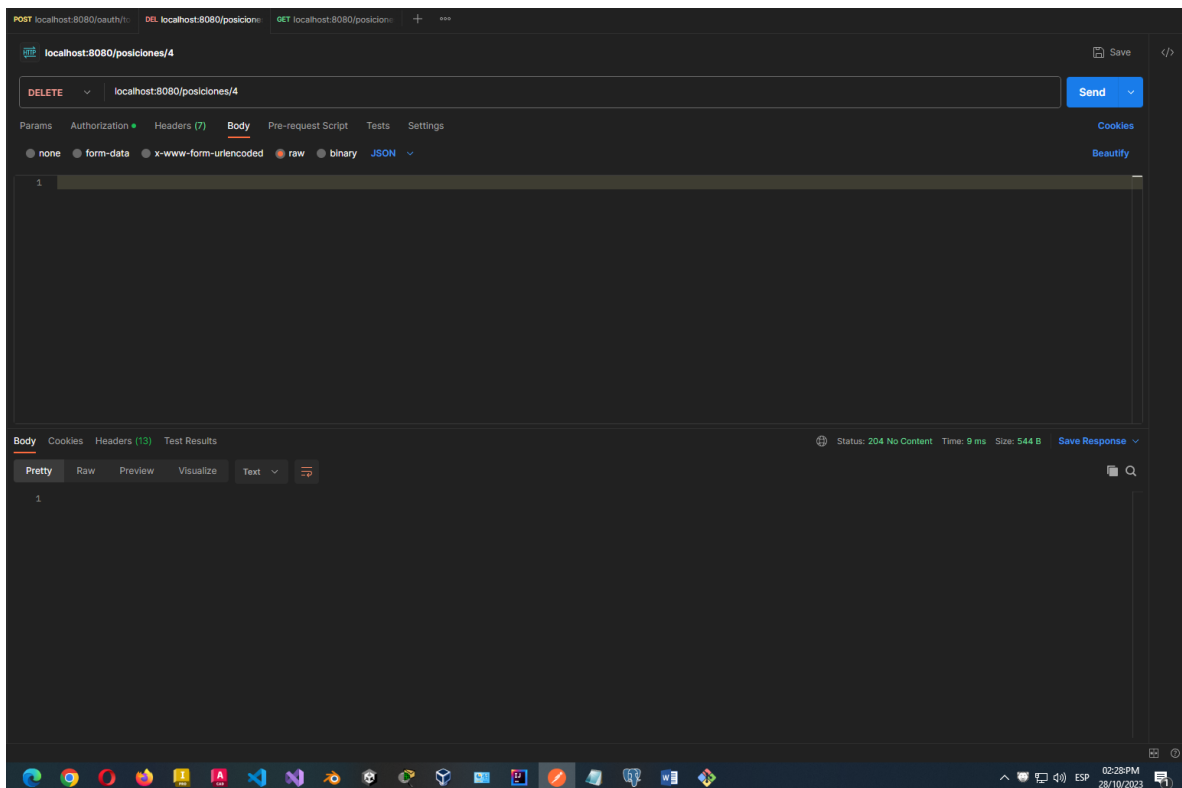 POST localhost:8080/oauth/to DEL localhost:8080/posicione GET localhost:8080/posicione
HTTP localhost:8080/posiciones/4 Save </>
DELETE localhost:8080/posiciones/4 Send
Params Authorization Headers (7) Body Pre-request Script Tests Settings Cookies
none form-data x-www-form-urlencoded raw binary JSON Beautify
1
Body Cookies Headers (13) Test Results Status: 204 No Content Time: 9 ms Size: 544 B Save Response
Pretty Raw Preview Visualize Text
1
02:28PM
ESP
28/10/2023